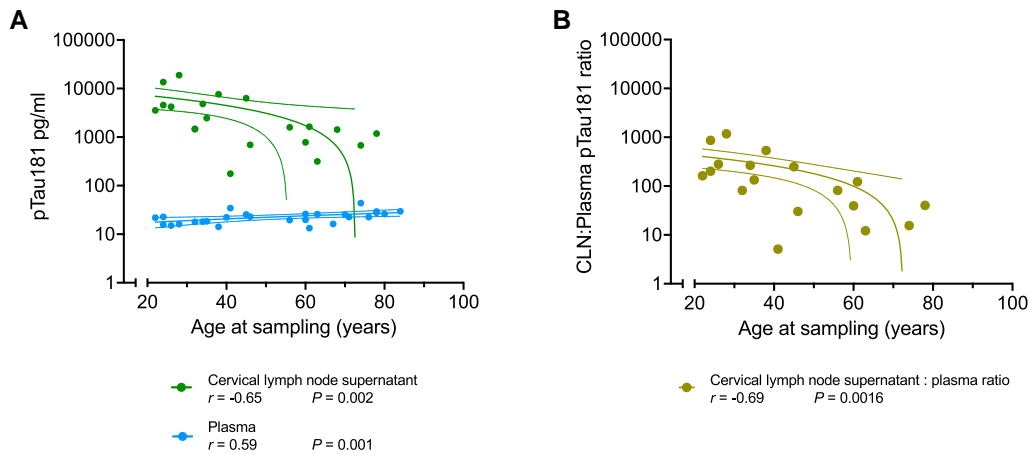 A
pTau181 pg/ml
100000
10000
1000
100
10
1
20 40 60 80 100
Age at sampling (years)
Cervical lymph node supernatant
r = -0.65 P = 0.002
Plasma
r = 0.59 P = 0.001
B
CLN:Plasma pTau181 ratio
100000
10000
1000
100
10
1
20 40 60 80 100
Age at sampling (years)
Cervical lymph node supernatant : plasma ratio
r = -0.69 P = 0.0016